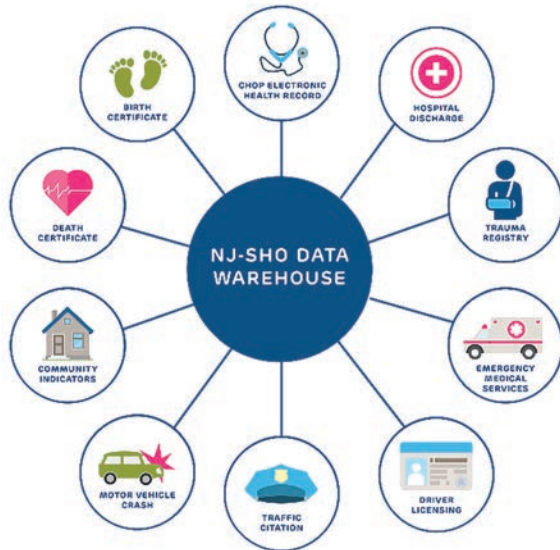 CHOP ELECTRONIC
HEALTH RECORD
HOSPITAL
DISCHARGE
TRAUMA
REGISTRY
EMERGENCY
MEDICAL
SERVICES
DRIVER
LICENSING
TRAFFIC
CITATION
MOTOR VEHICLE
CRASH
COMMUNITY
INDICATORS
DEATH
CERTIFICATE
BIRTH
CERTIFICATE
NJ-SHO DATA
WAREHOUSE